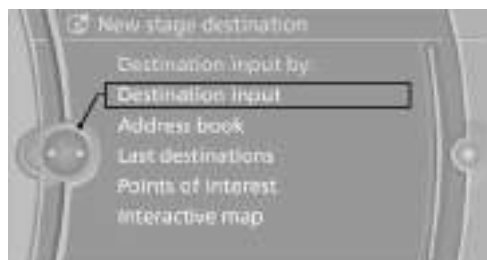 New stage destination
Destination input by:
Destination input
Address book
Last destinations
Points of Interest
Interactive map